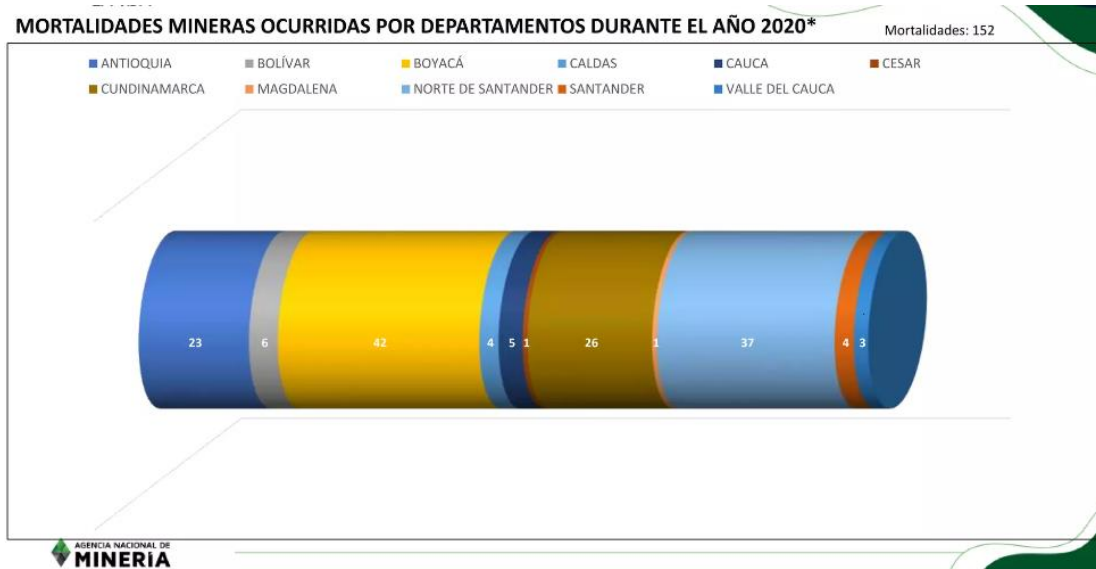 MORTALIDADES MINERAS OCURRIDAS POR DEPARTAMENTOS DURANTE EL AÑO 2020*
Mortalidades: 152
ANTIOQUIA BOLÍVAR BOYACÁ CALDAS CAUCA CESAR
CUNDINAMARCA MAGDALENA NORTE DE SANTANDER SANTANDER VALLE DEL CAUCA
23 6 42 4 5 1 26 1 37 4 3
AGENCIA NACIONAL DE
MINERÍA